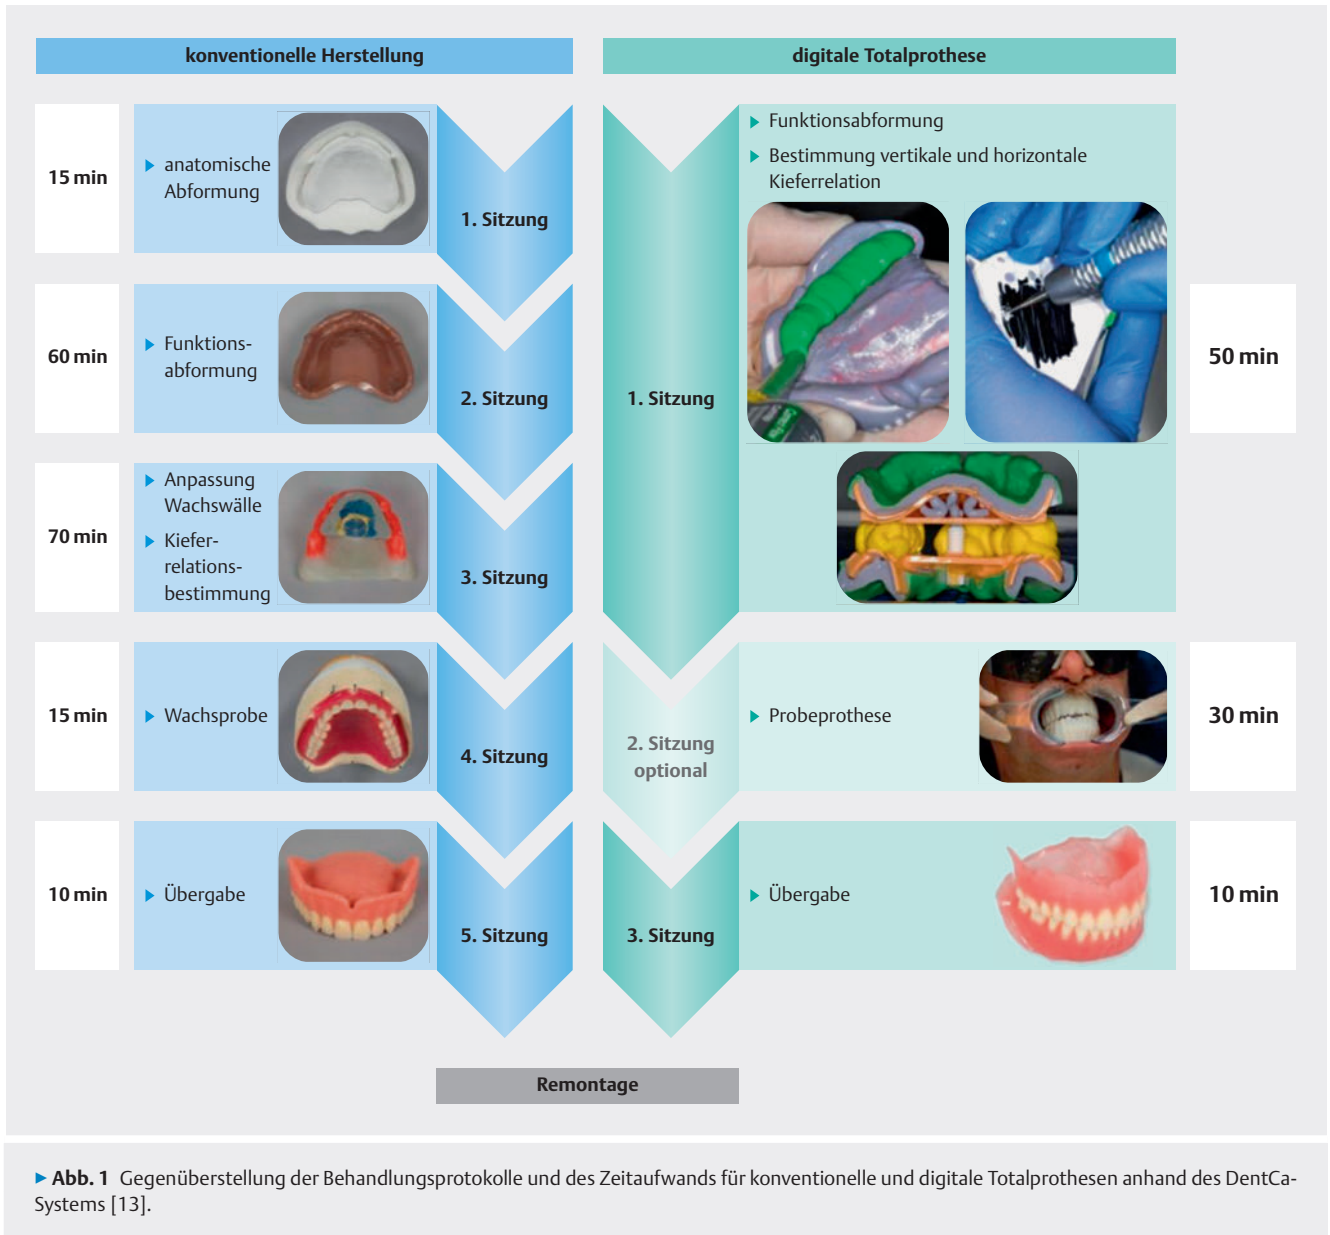 konventionelle Herstellung
digitale Totalprothese
15 min
▶ anatomische
Abformung
1. Sitzung
60 min
▶ Funktions-
abformung
2. Sitzung
70 min
▶ Anpassung
Wachswälle
▶ Kiefer-
relations-
bestimmung
3. Sitzung
15 min
▶ Wachsprobe
4. Sitzung
10 min
▶ Übergabe
5. Sitzung
1. Sitzung
▶ Funktionsabformung
▶ Bestimmung vertikale und horizontale
Kieferrelation
50 min
2. Sitzung
optional
▶ Probeprothese
30 min
3. Sitzung
▶ Übergabe
10 min
Remontage
▶ Abb. 1 Gegenüberstellung der Behandlungsprotokolle und des Zeitaufwands für konventionelle und digitale Totalprothesen anhand des DentCa-
Systems [13].